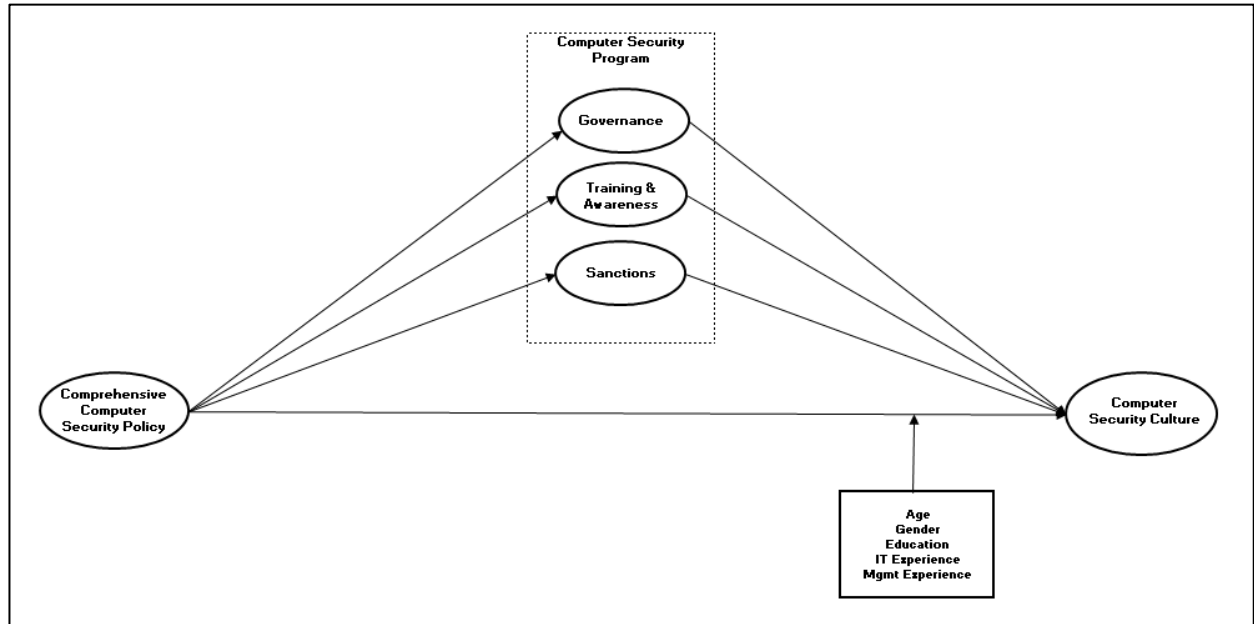 Computer Security
Program
Governance
Training &
Awareness
Sanctions
Comprehensive
Computer
Security Policy
Computer
Security Culture
Age
Gender
Education
IT Experience
Mgmt Experience